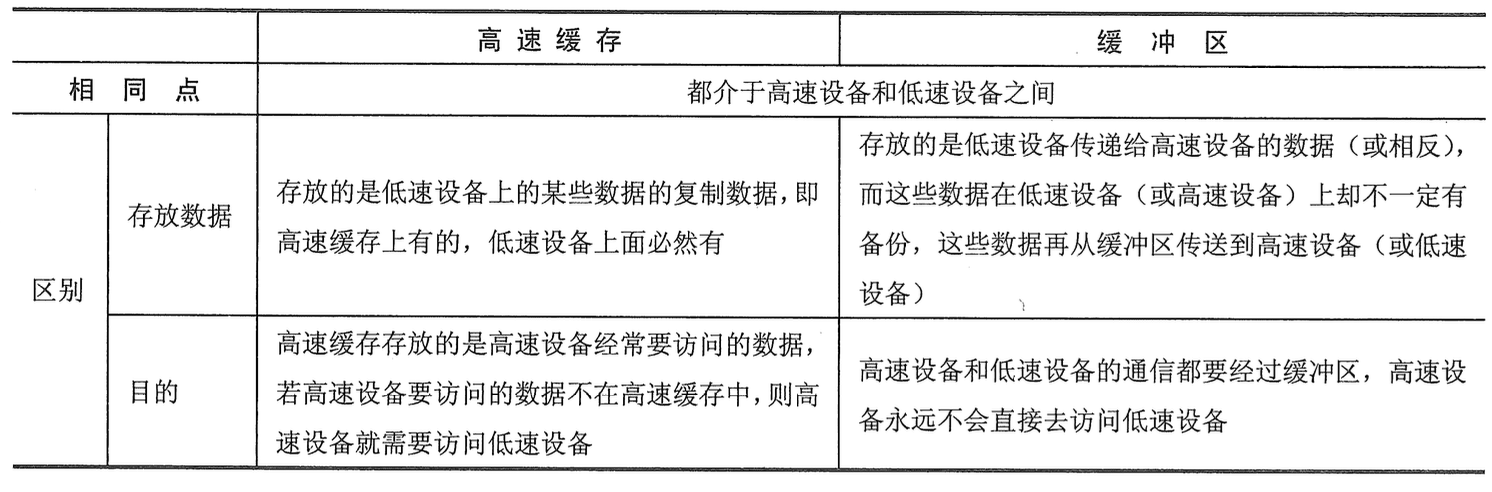 高速缓存 缓冲区
相同点 都介于高速设备和低速设备之间
区别
存放数据
存放的是低速设备上的某些数据的复制数据，即
高速缓存上有的，低速设备上面必然有
存放的是低速设备传递给高速设备的数据（或相反），
而这些数据在低速设备（或高速设备）上却不一定有
备份，这些数据再从缓冲区传送到高速设备（或低速
设备）
目的
高速缓存存放的是高速设备经常要访问的数据，
若高速设备要访问的数据不在高速缓存中，则高
速设备就需要访问低速设备
高速设备和低速设备的通信都要经过缓冲区，高速设
备永远不会直接去访问低速设备